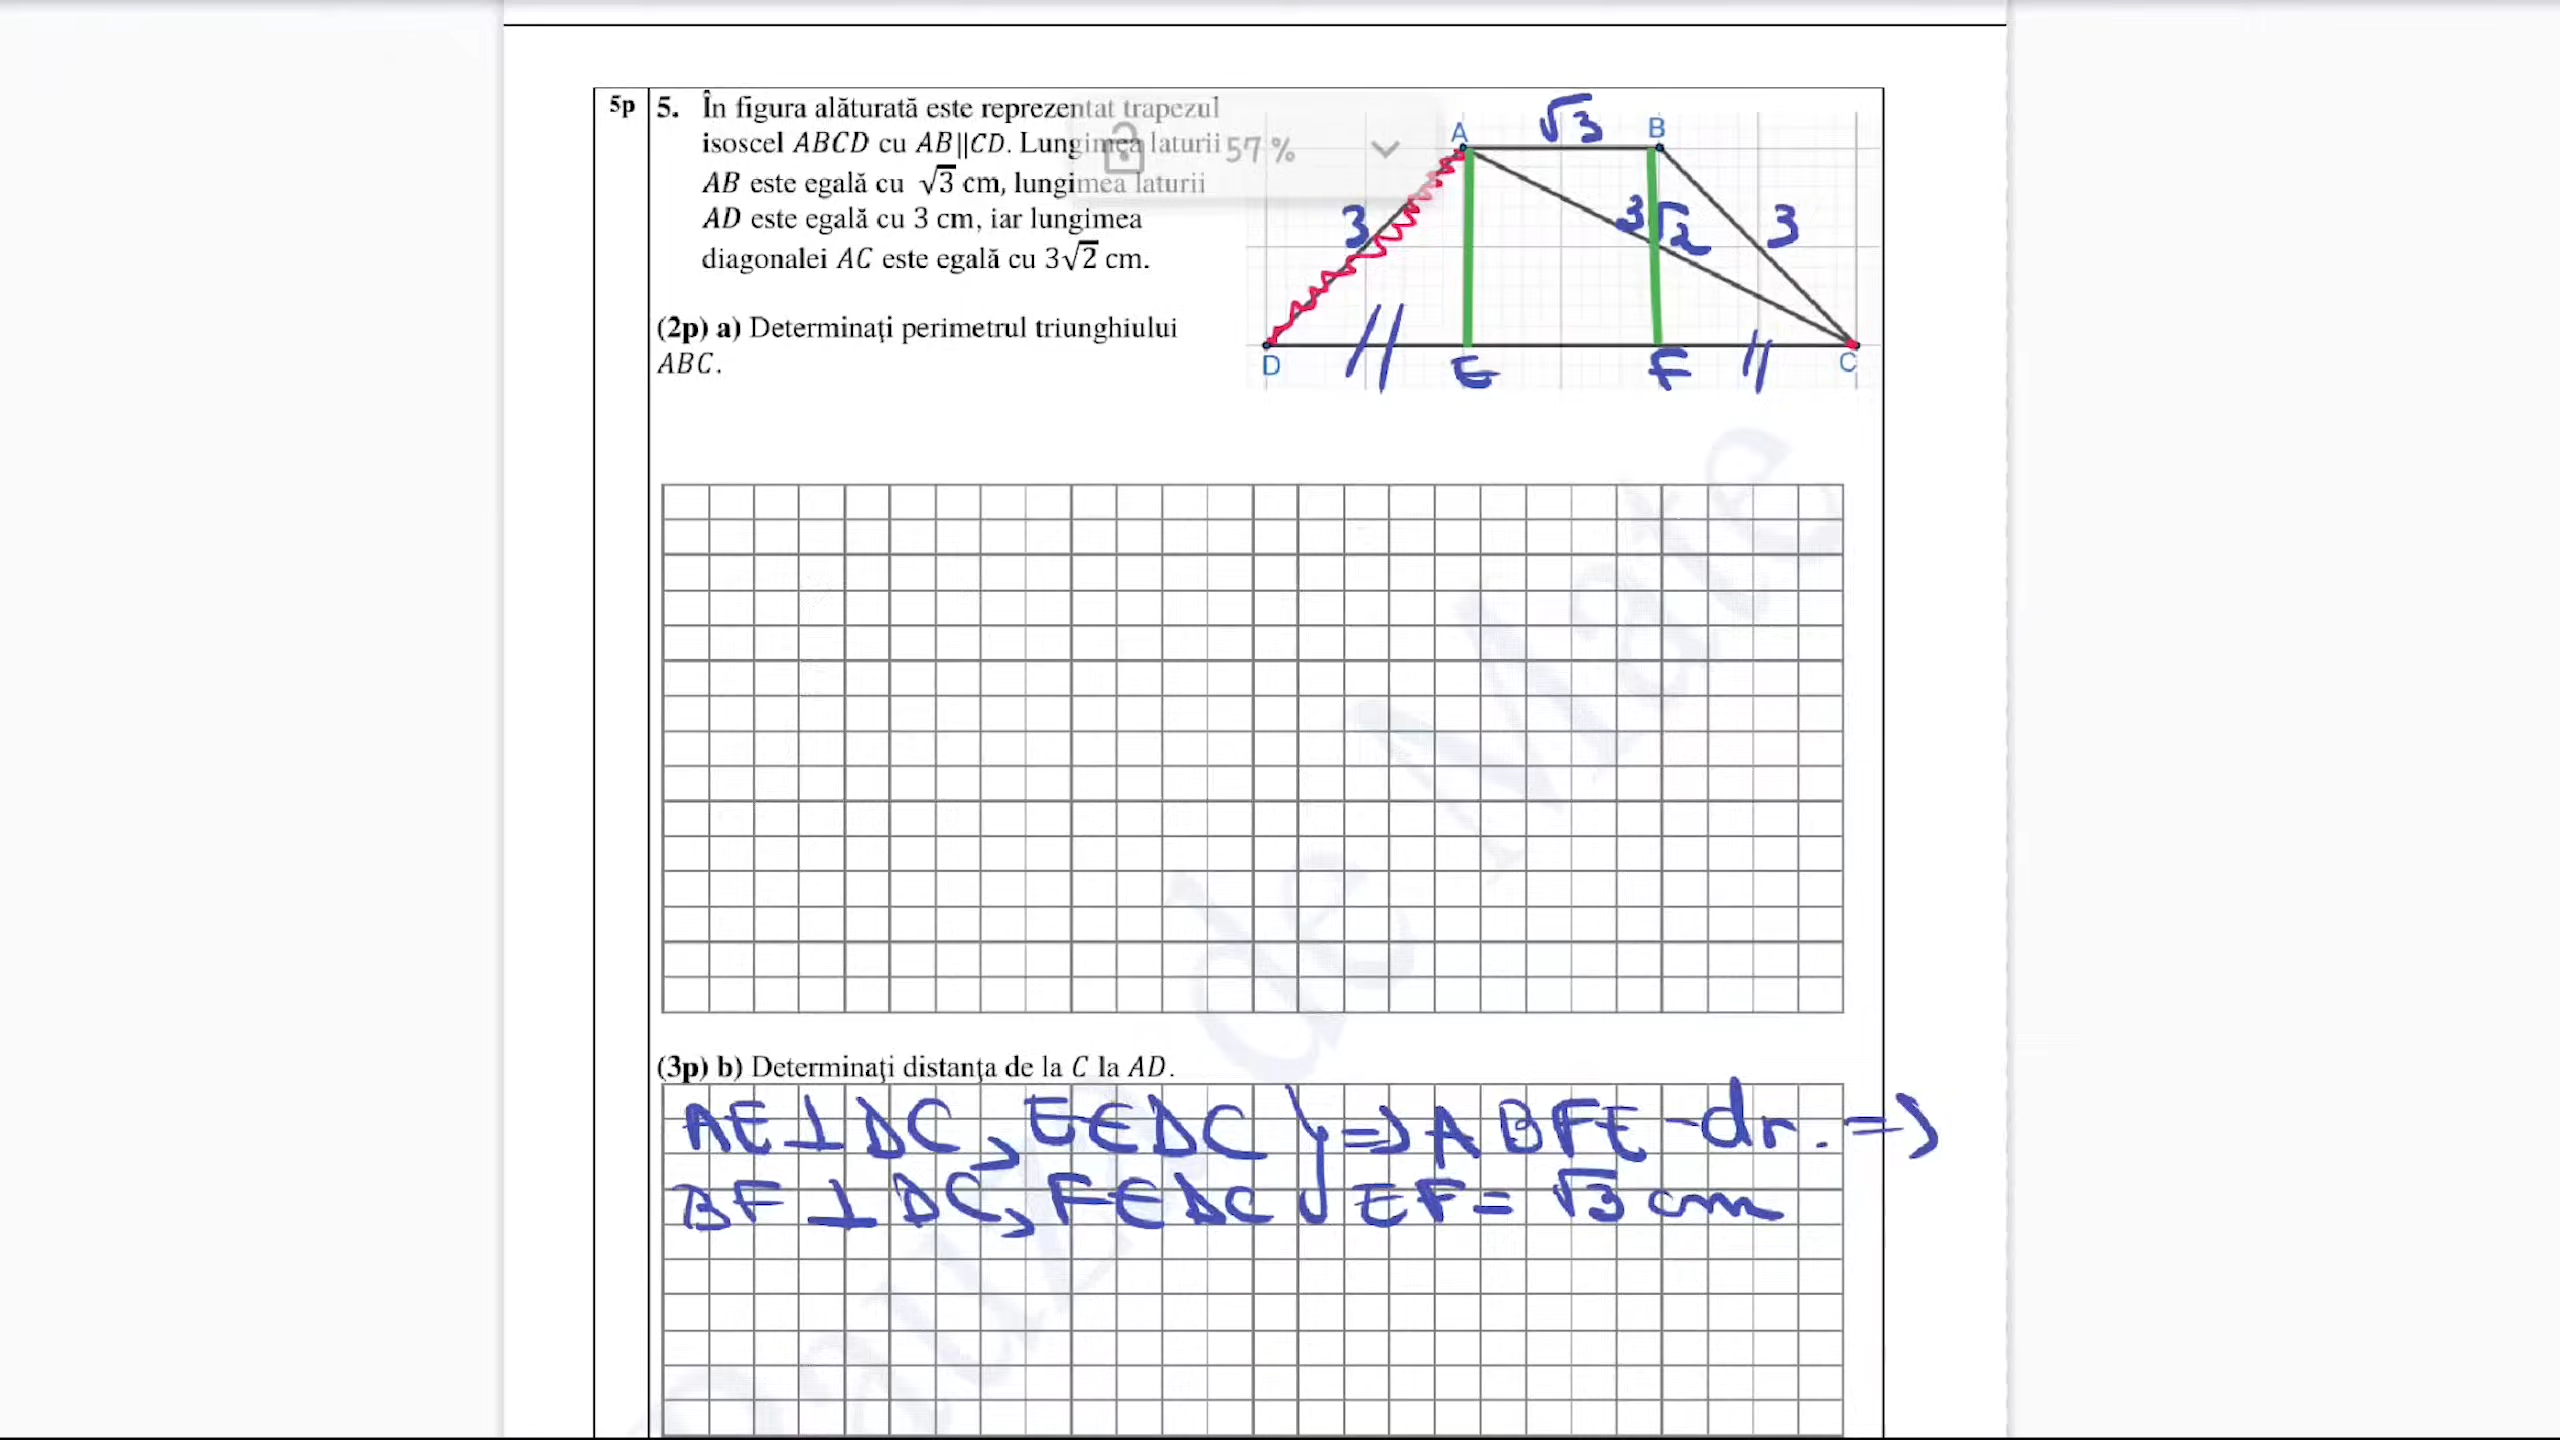 5p
5. În figura alăturată este reprezentat trapezul
isoscel ABCD cu AB||CD. Lungimea laturii
57 %
AB este egală cu √3 cm, lungimea laturii
AD este egală cu 3 cm, iar lungimea
diagonalei AC este egală cu 3√2 cm.
(2p) a) Determinați perimetrul triunghiului
ABC.
A √3 B
3 3√2 3
D E F C
(3p) b) Determinați distanța de la C la AD.
AE⊥DC, E∈DC } => ABFE - dr. =>
BF⊥DC, F∈DC EF = √3 cm
Pauză de Mate